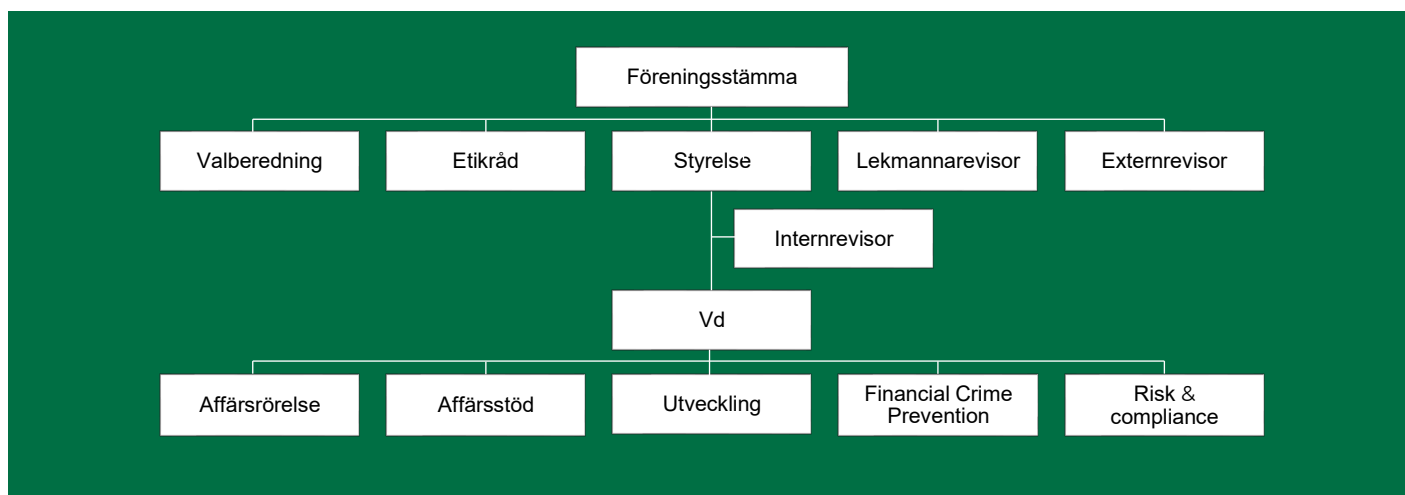 Föreningsstämma
Valberedning
Etikråd
Styrelse
Lekmannarevisor
Externrevisor
Internrevisor
Vd
Affärsrörelse
Affärsstöd
Utveckling
Financial Crime
Prevention
Risk &
compliance